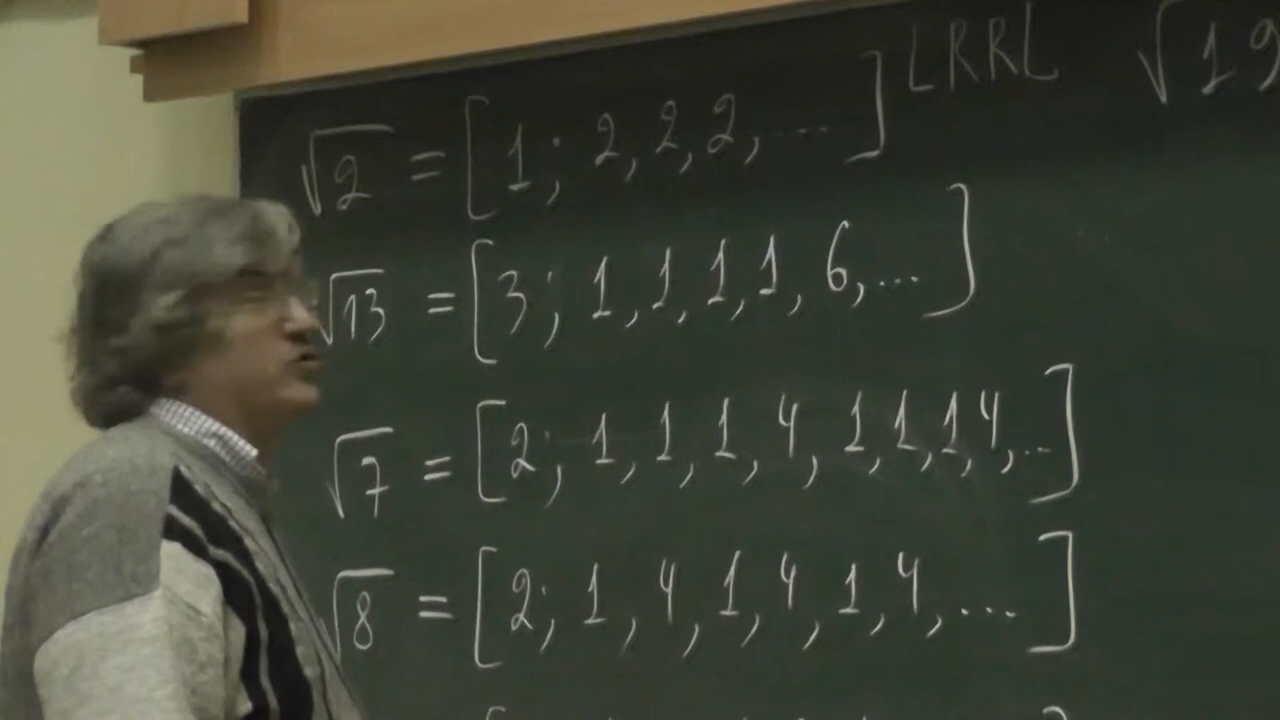 √2 = [1; 2, 2, 2, ...] LRRL √19
√13 = [3; 1, 1, 1, 1, 6, ...]
√7 = [2; 1, 1, 1, 4, 1, 1, 1, 4, ...]
√8 = [2; 1, 4, 1, 4, 1, 4, ...]